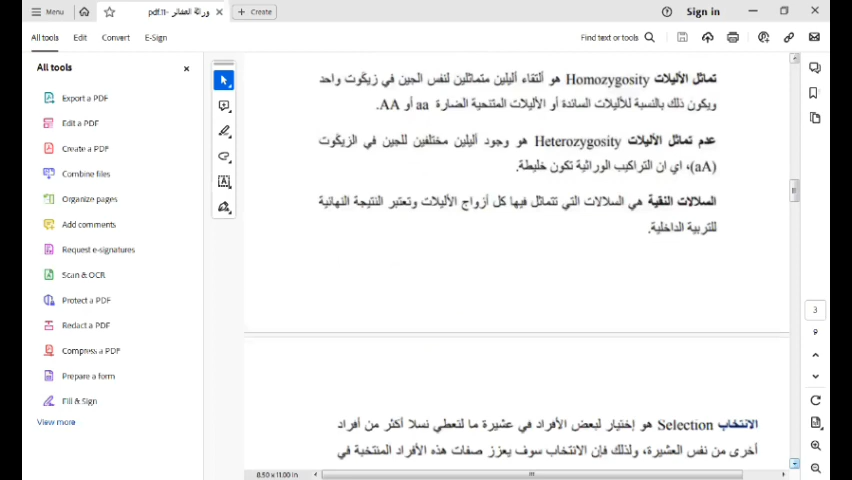 Menu
وراثة العشائر -11.pdf
Create
Sign in
All tools
Edit
Convert
E-Sign
Find text or tools
All tools
Export a PDF
Edit a PDF
Create a PDF
Combine files
Organize pages
Add comments
Request e-signatures
Scan & OCR
Protect a PDF
Redact a PDF
Compress a PDF
Prepare a form
Fill & Sign
View more
تماثل الأليلات Homozygosity هو ألتقاء أليلين متماثلين لنفس الجين في زيكوت واحد
ويكون ذلك بالنسبة للأليلات السائدة أو الأليلات المتنحية الضارة aa أو AA.
عدم تماثل الأليلات Heterozygosity هو وجود أليلين مختلفين للجين في الزيكوت
(aA)، اي ان التراكيب الوراثية تكون خليطة.
السلالات النقية هي السلالات التي تتماثل فيها كل أزواج الأليلات وتعتبر النتيجة النهائية
للتربية الداخلية.
الانتخاب Selection هو إختيار لبعض الأفراد في عشيرة ما لتعطي نسلا أكثر من أفراد
أخرى من نفس العشيرة، ولذلك فإن الانتخاب سوف يعزز صفات هذه الأفراد المنتخبة في
3
9
8.50 x 11.00 in